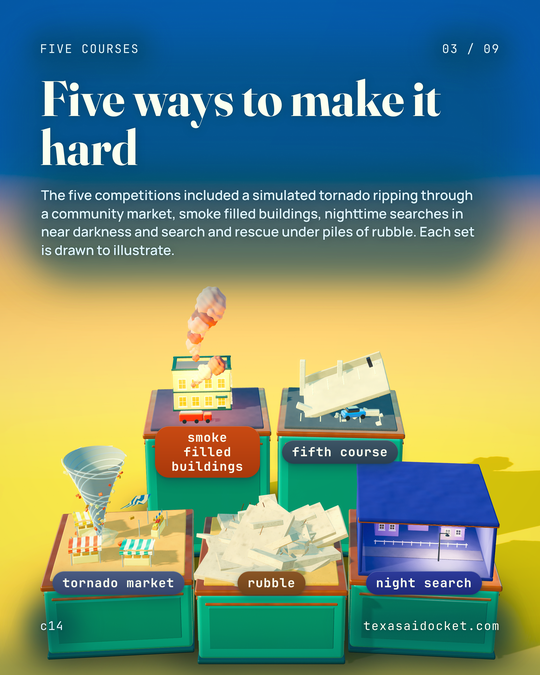 FIVE COURSES
03 / 09
Five ways to make it
hard
The five competitions included a simulated tornado ripping through
a community market, smoke filled buildings, nighttime searches in
near darkness and search and rescue under piles of rubble. Each set
is drawn to illustrate.
smoke
filled
buildings
fifth course
tornado market
rubble
night search
c14
texasaidocket.com